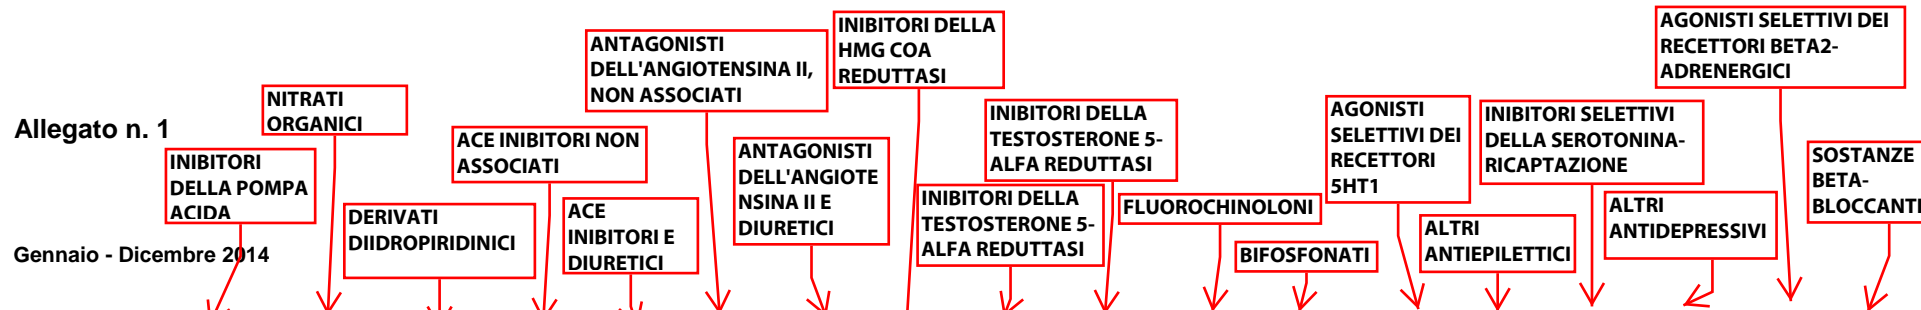 Allegato n. 1
Gennaio - Dicembre 2014
INIBITORI
DELLA POMPA
ACIDA
NITRATI
ORGANICI
DERIVATI
DIIDROPIRIDINICI
ACE INIBITORI NON
ASSOCIATI
ACE
INIBITORI E
DIURETICI
ANTAGONISTI
DELL'ANGIOTENSINA II,
NON ASSOCIATI
ANTAGONISTI
DELL'ANGIOTE
NSINA II E
DIURETICI
INIBITORI DELLA
HMG COA
REDUTTASI
INIBITORI DELLA
TESTOSTERONE 5-
ALFA REDUTTASI
INIBITORI DELLA
TESTOSTERONE 5-
ALFA REDUTTASI
FLUOROCHINOLONI
BIFOSFONATI
AGONISTI
SELETTIVI DEI
RECETTORI
5HT1
ALTRI
ANTIEPILETTICI
INIBITORI SELETTIVI
DELLA SEROTONINA-
RICAPTAZIONE
ALTRI
ANTIDEPRESSIVI
AGONISTI SELETTIVI DEI
RECETTORI BETA2-
ADRENERGICI
SOSTANZE
BETA-
BLOCCANTI